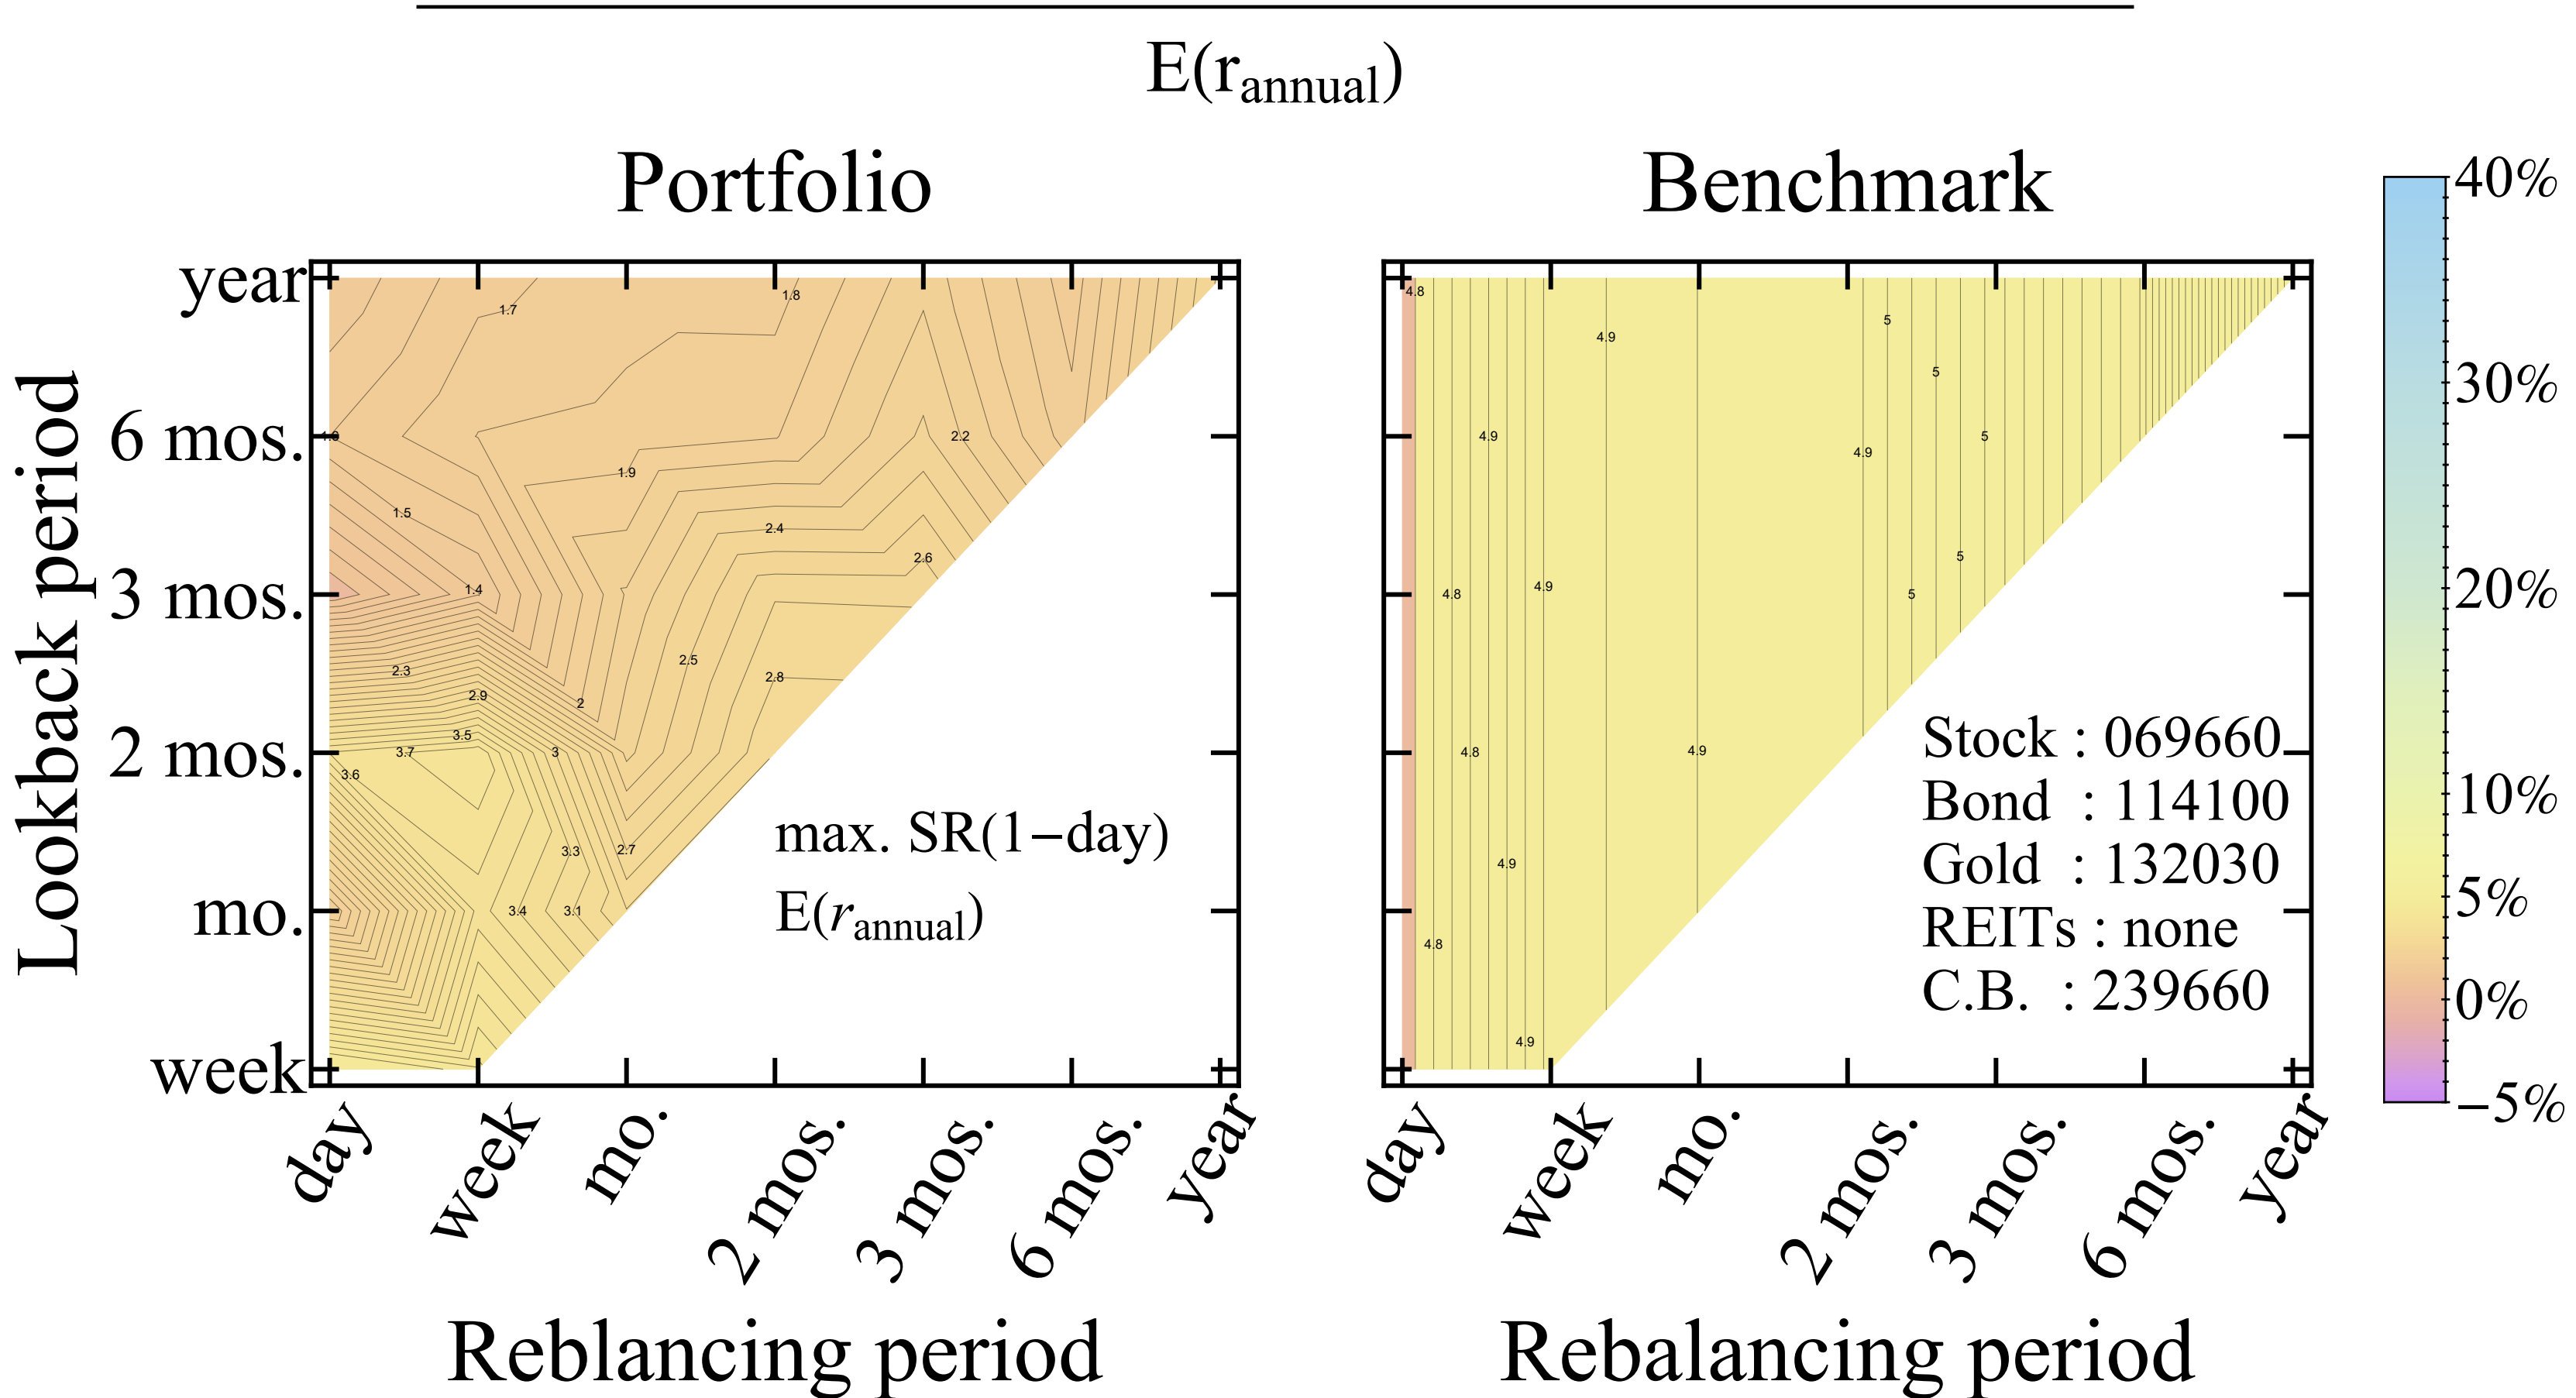 E(r_annual)
Portfolio
Benchmark
Lookback period
year
6 mos.
3 mos.
2 mos.
mo.
week
1.7
1.8
1.9
2.2
1.5
2.4
2.6
1.4
2.3
2.5
2.9
2.8
2
3.5
3.7
3
3.6
3.3
2.7
3.4
3.1
max. SR(1−day)
E(r_annual)
day
week
mo.
2 mos.
3 mos.
6 mos.
year
Reblancing period
4.8
5
4.9
5
4.9
5
4.9
5
4.9
4.8
5
4.8
4.9
4.9
4.8
4.9
Stock : 069660
Bond : 114100
Gold : 132030
REITs : none
C.B. : 239660
day
week
mo.
2 mos.
3 mos.
6 mos.
year
Rebalancing period
40%
30%
20%
10%
5%
0%
−5%